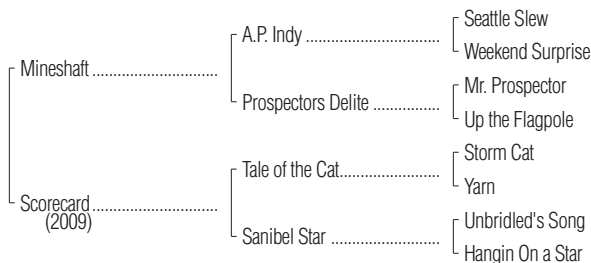 Seattle Slew
A.P. Indy
Weekend Surprise
Mineshaft
Mr. Prospector
Prospectors Delite
Up the Flagpole
Storm Cat
Tale of the Cat
Yarn
Scorecard
(2009)
Unbridled's Song
Sanibel Star
Hangin On a Star